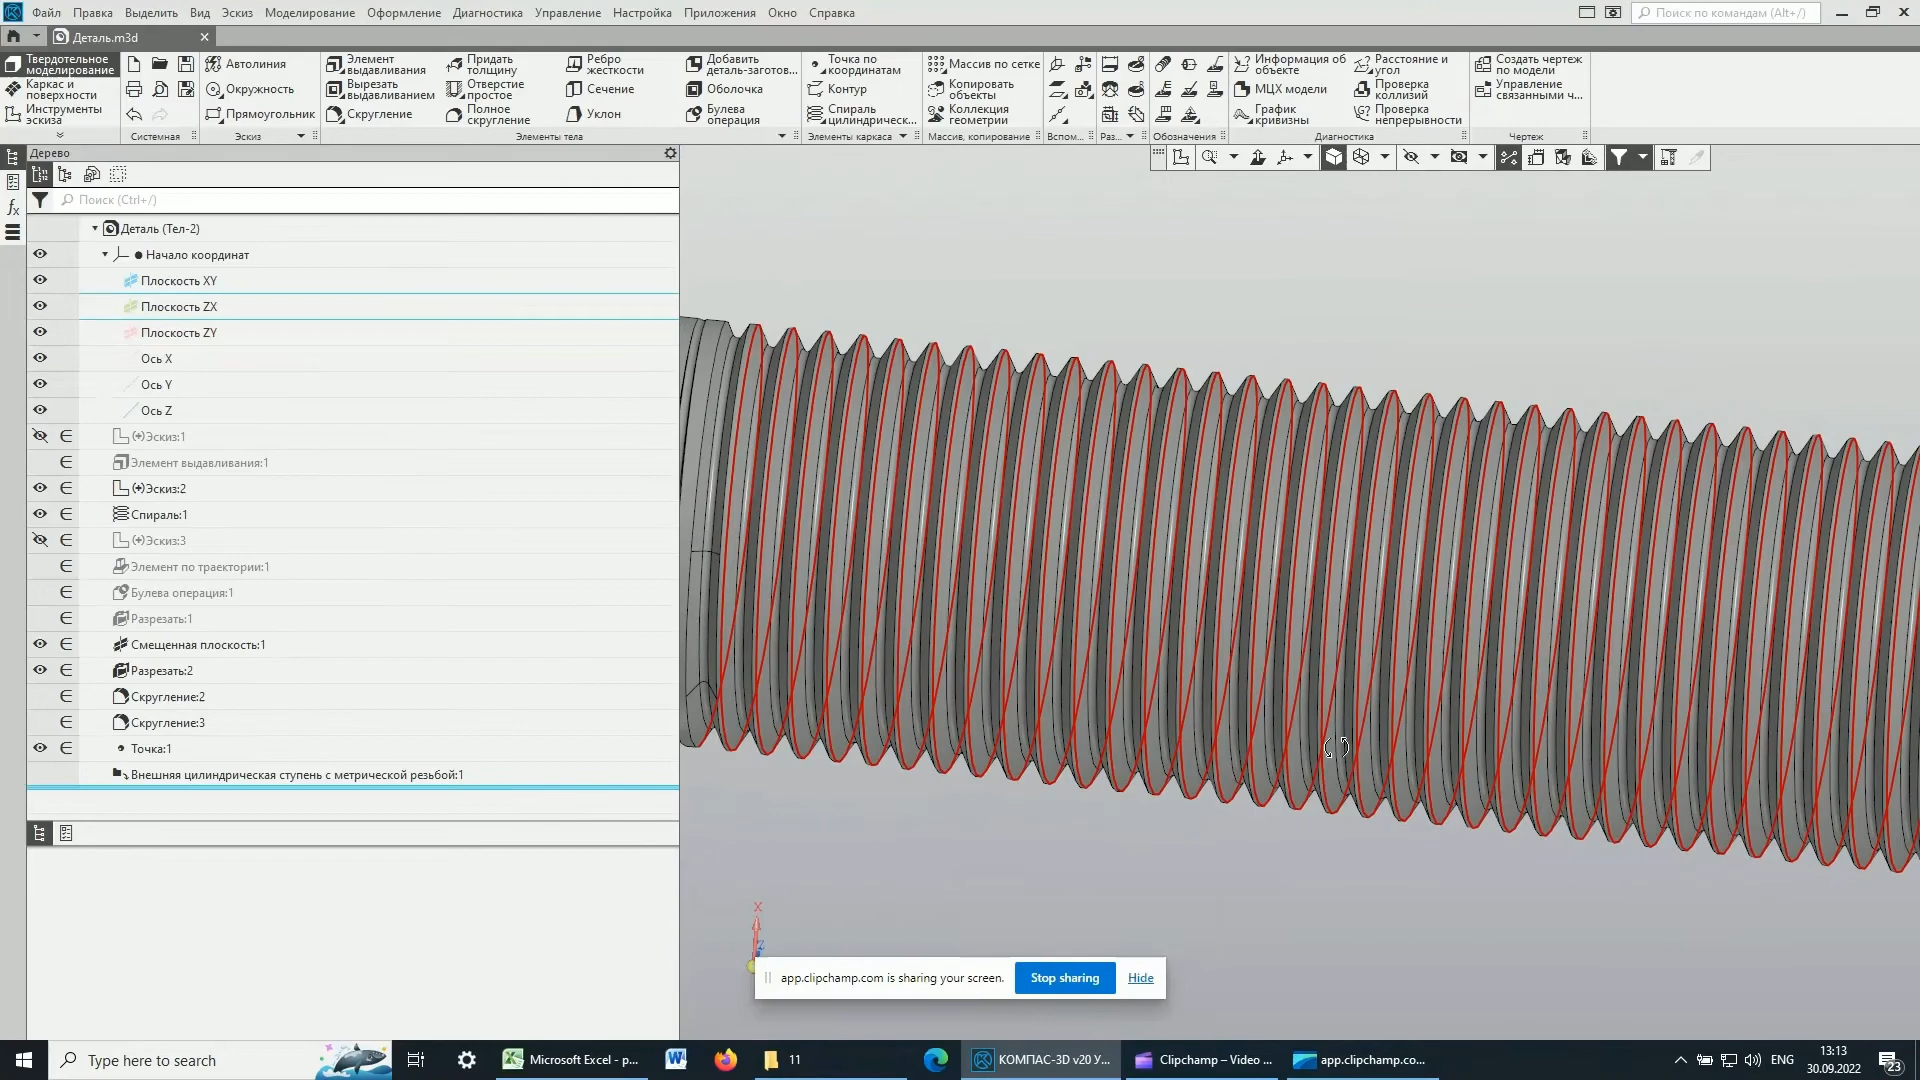 Файл Правка Выделить Вид Эскиз Моделирование Оформление Диагностика Управление Настройка Приложения Окно Справка
Поиск по командам (Alt+/)
Деталь.m3d
Твердотельное моделирование
Каркас и поверхности
Инструменты эскиза
Системная
Автолиния
Окружность
Прямоугольник
Эскиз
Элемент выдавливания
Вырезать выдавливанием
Скругление
Придать толщину
Отверстие простое
Полное скругление
Ребро жесткости
Сечение
Уклон
Добавить деталь-заготов...
Оболочка
Булева операция
Элементы тела
Точка по координатам
Контур
Спираль цилиндрическ...
Элементы каркаса
Массив по сетке
Копировать объекты
Коллекция геометрии
Массив, копирование
Вспом...
Раз...
Обозначения
Информация об объекте
МЦХ модели
График кривизны
Расстояние и угол
Проверка коллизий
Проверка непрерывности
Диагностика
Создать чертеж по модели
Управление связанными ч...
Чертеж
Дерево
Поиск (Ctrl+/)
Деталь (Тел-2)
Начало координат
Плоскость XY
Плоскость ZX
Плоскость ZY
Ось X
Ось Y
Ось Z
(+)Эскиз:1
Элемент выдавливания:1
(+)Эскиз:2
Спираль:1
(+)Эскиз:3
Элемент по траектории:1
Булева операция:1
Разрезать:1
Смещенная плоскость:1
Разрезать:2
Скругление:2
Скругление:3
Точка:1
Внешняя цилиндрическая ступень с метрической резьбой:1
X
Z
app.clipchamp.com is sharing your screen.
Stop sharing
Hide
Type here to search
Microsoft Excel - p...
11
КОМПАС-3D v20 У...
Clipchamp – Video ...
app.clipchamp.co...
ENG
13:13
30.09.2022
23